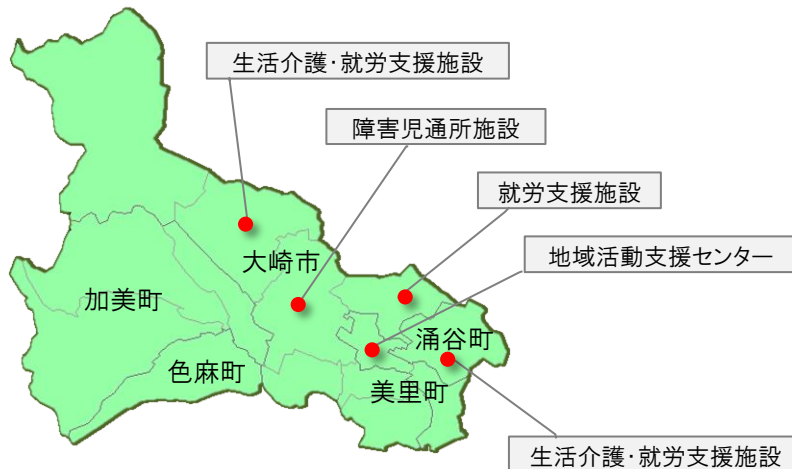 生活介護・就労支援施設
障害児通所施設
就労支援施設
地域活動支援センター
大崎市
加美町
涌谷町
色麻町
美里町
生活介護・就労支援施設